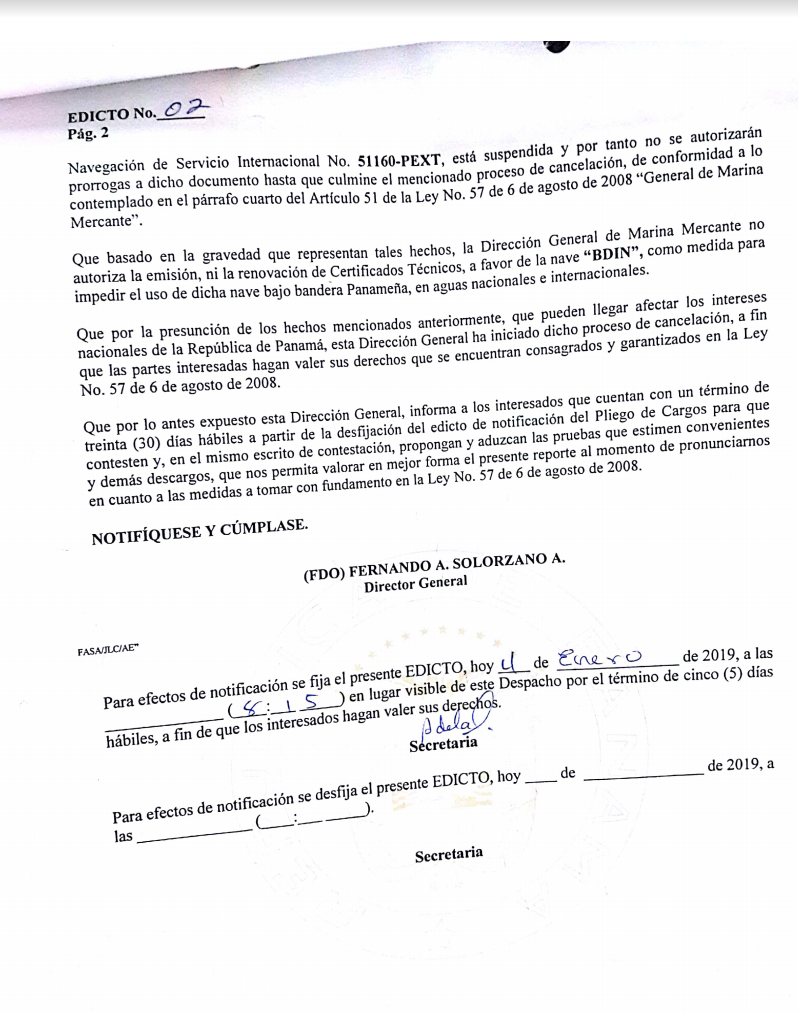 EDICTO No. 02
Pág. 2
Navegación de Servicio Internacional No. 51160-PEXT, está suspendida y por tanto no se autorizarán
prorrogas a dicho documento hasta que culmine el mencionado proceso de cancelación, de conformidad a lo
contemplado en el párrafo cuarto del Artículo 51 de la Ley No. 57 de 6 de agosto de 2008 “General de Marina
Mercante”.
Que basado en la gravedad que representan tales hechos, la Dirección General de Marina Mercante no
autoriza la emisión, ni la renovación de Certificados Técnicos, a favor de la nave “BDIN”, como medida para
impedir el uso de dicha nave bajo bandera Panameña, en aguas nacionales e internacionales.
Que por la presunción de los hechos mencionados anteriormente, que pueden llegar afectar los intereses
nacionales de la República de Panamá, esta Dirección General ha iniciado dicho proceso de cancelación, a fin
que las partes interesadas hagan valer sus derechos que se encuentran consagrados y garantizados en la Ley
No. 57 de 6 de agosto de 2008.
Que por lo antes expuesto esta Dirección General, informa a los interesados que cuentan con un término de
treinta (30) días hábiles a partir de la desfijación del edicto de notificación del Pliego de Cargos para que
contesten y, en el mismo escrito de contestación, propongan y aduzcan las pruebas que estimen convenientes
y demás descargos, que nos permita valorar en mejor forma el presente reporte al momento de pronunciarnos
en cuanto a las medidas a tomar con fundamento en la Ley No. 57 de 6 de agosto de 2008.
NOTIFÍQUESE Y CÚMPLASE.
(FDO) FERNANDO A. SOLORZANO A.
Director General
FASA/JLC/AE”
Para efectos de notificación se fija el presente EDICTO, hoy 4 de Enero de 2019, a las
____________ (8:15) en lugar visible de este Despacho por el término de cinco (5) días
hábiles, a fin de que los interesados hagan valer sus derechos.
Secretaria
Para efectos de notificación se desfija el presente EDICTO, hoy ____ de ____________ de 2019, a
las ____________ (___:___ ____).
Secretaria